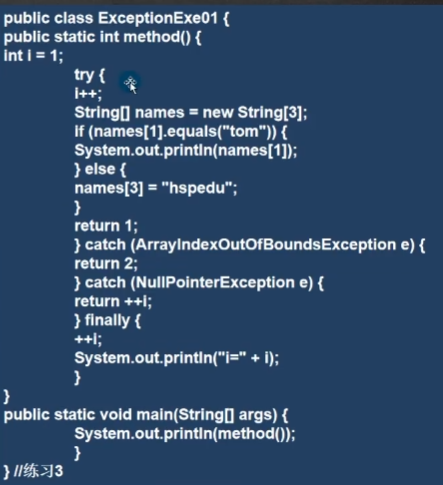 public class ExceptionExe01 {
public static int method() {
int i = 1;
try {
i++;
String[] names = new String[3];
if (names[1].equals("tom")) {
System.out.println(names[1]);
} else {
names[3] = "hspedu";
}
return 1;
} catch (ArrayIndexOutOfBoundsException e) {
return 2;
} catch (NullPointerException e) {
return ++i;
} finally {
++i;
System.out.println("i=" + i);
}
}
public static void main(String[] args) {
System.out.println(method());
}
} //练习3